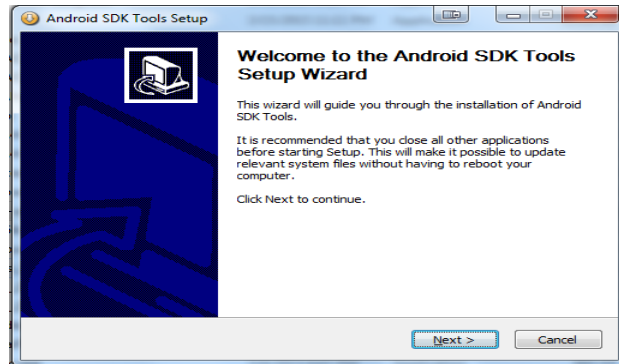 Android SDK Tools Setup
Welcome to the Android SDK Tools
Setup Wizard
This wizard will guide you through the installation of Android
SDK Tools.
It is recommended that you close all other applications
before starting Setup. This will make it possible to update
relevant system files without having to reboot your
computer.
Click Next to continue.
Next >
Cancel